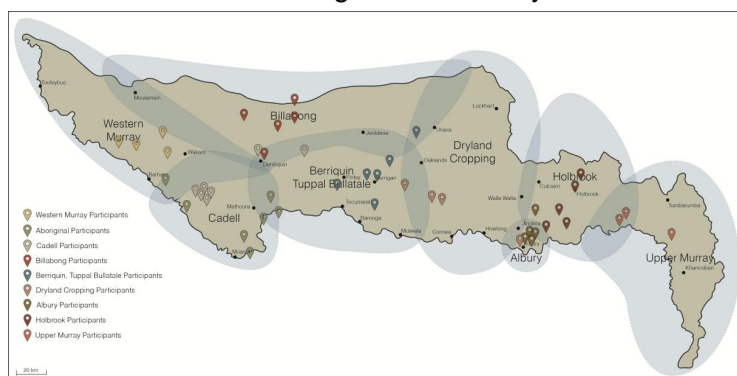 Tooleybuc
Moulamein
Western
Murray
Wakool
Barham
Billabong
Deniliquin
Jerilderie
Urana
Lockhart
Dryland
Cropping
Oaklands
Berriquin
Tuppal Bullatale
Finley
Berrigan
Tocumwal
Barooga
Mulwala
Corowa
Howlong
Mathoura
Cadell
Moama
Walla Walla
Culcairn
Holbrook
Holbrook
Jindera
Albury
Tumbarumba
Upper Murray
Khancoban
Western Murray Participants
Aboriginal Participants
Cadell Participants
Billabong Participants
Berriquin, Tuppal Bullatale Participants
Dryland Cropping Participants
Albury Participants
Holbrook Participants
Upper Murray Participants
20 km